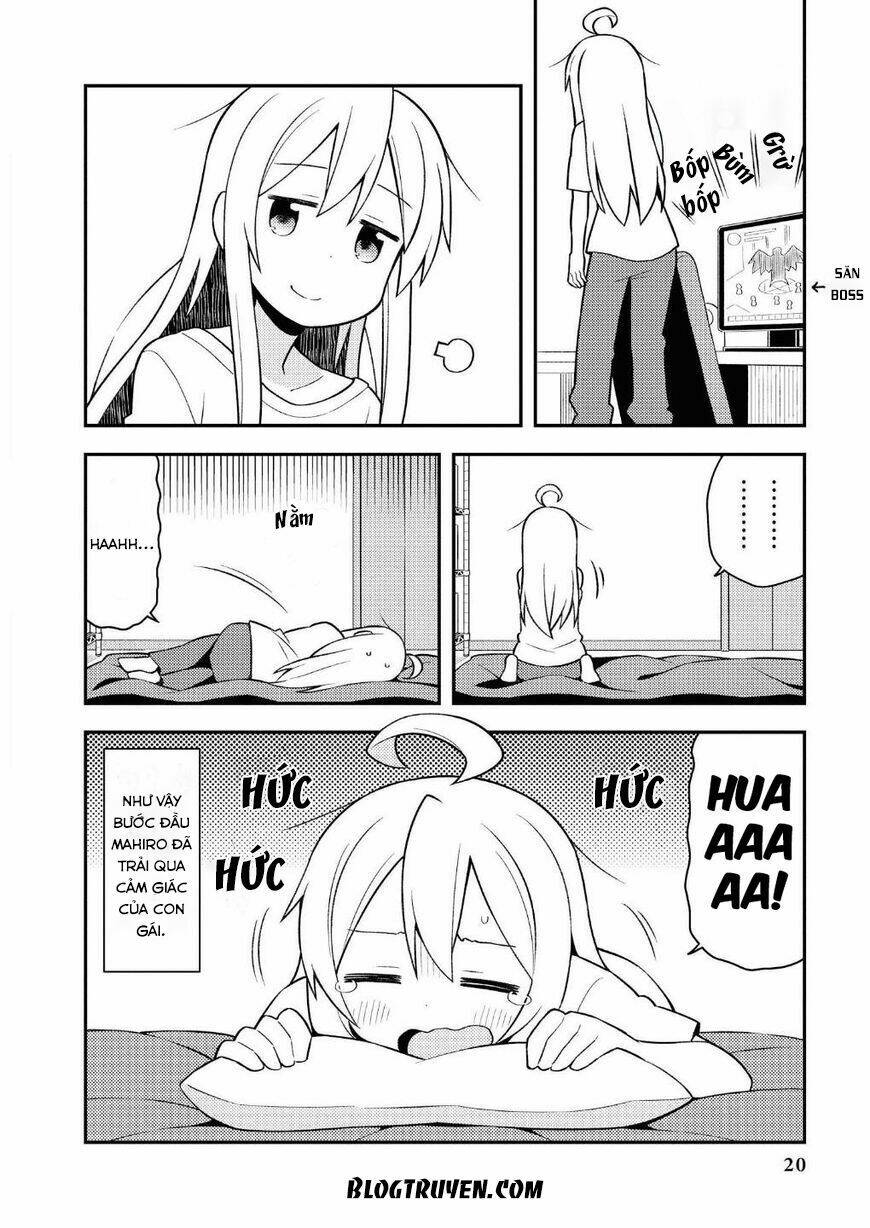 Grừ
Bùm
Bốp
bốp
SĂN
BOSS
........
Nằm
HAAHH...
HUA
AAA
AA!
HỨC
HỨC
HỨC
NHƯ VẬY
BƯỚC ĐẦU
MAHIRO ĐÃ
TRẢI QUA
CẢM GIÁC
CỦA CON
GÁI.
20
BLOGTRUYEN.COM